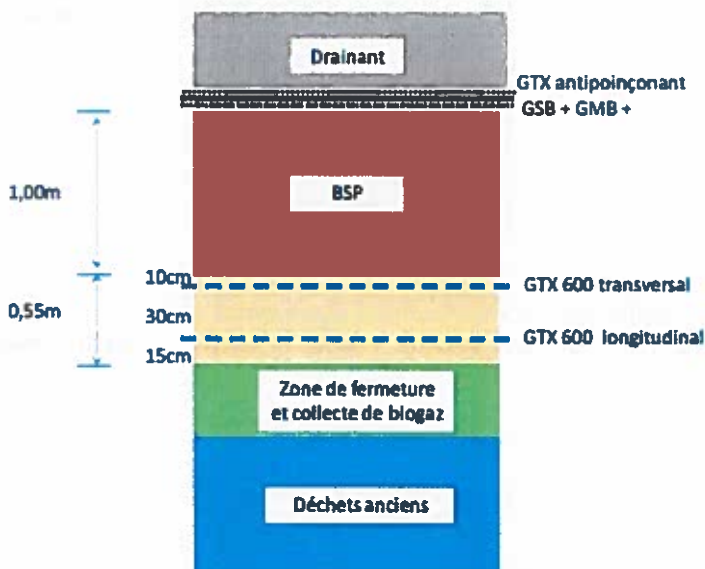 Drainant
GTX antipoinçonant
GSB + GMB +
1,00m
BSP
10cm
GTX 600 transversal
0,55m
30cm
GTX 600 longitudinal
15cm
Zone de fermeture
et collecte de biogaz
Déchets anciens